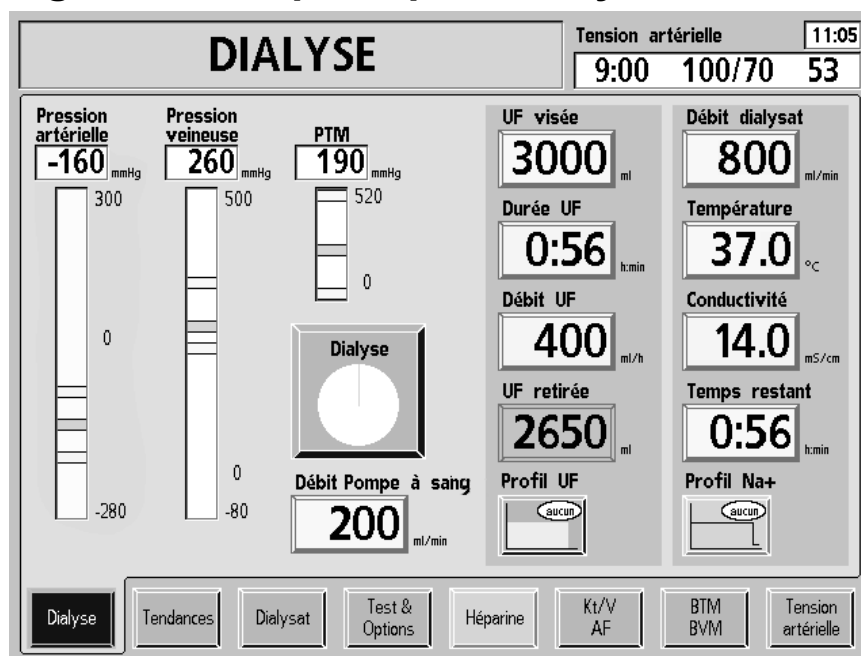 DIALYSE
Tension artérielle
11:05
9:00 100/70 53
Pression
artérielle
-160 mmHg
300
0
-280
Pression
veineuse
260 mmHg
500
0
-80
PTM
190 mmHg
520
0
Dialyse
Débit Pompe à sang
200 ml/min
UF visée
3000 ml
Durée UF
0:56 h:min
Débit UF
400 ml/h
UF retirée
2650 ml
Profil UF
aucun
Débit dialysat
800 ml/min
Température
37.0 °C
Conductivité
14.0 mS/cm
Temps restant
0:56 h:min
Profil Na+
aucun
Dialyse
Tendances
Dialysat
Test &
Options
Héparine
Kt/V
AF
BTM
BVM
Tension
artérielle